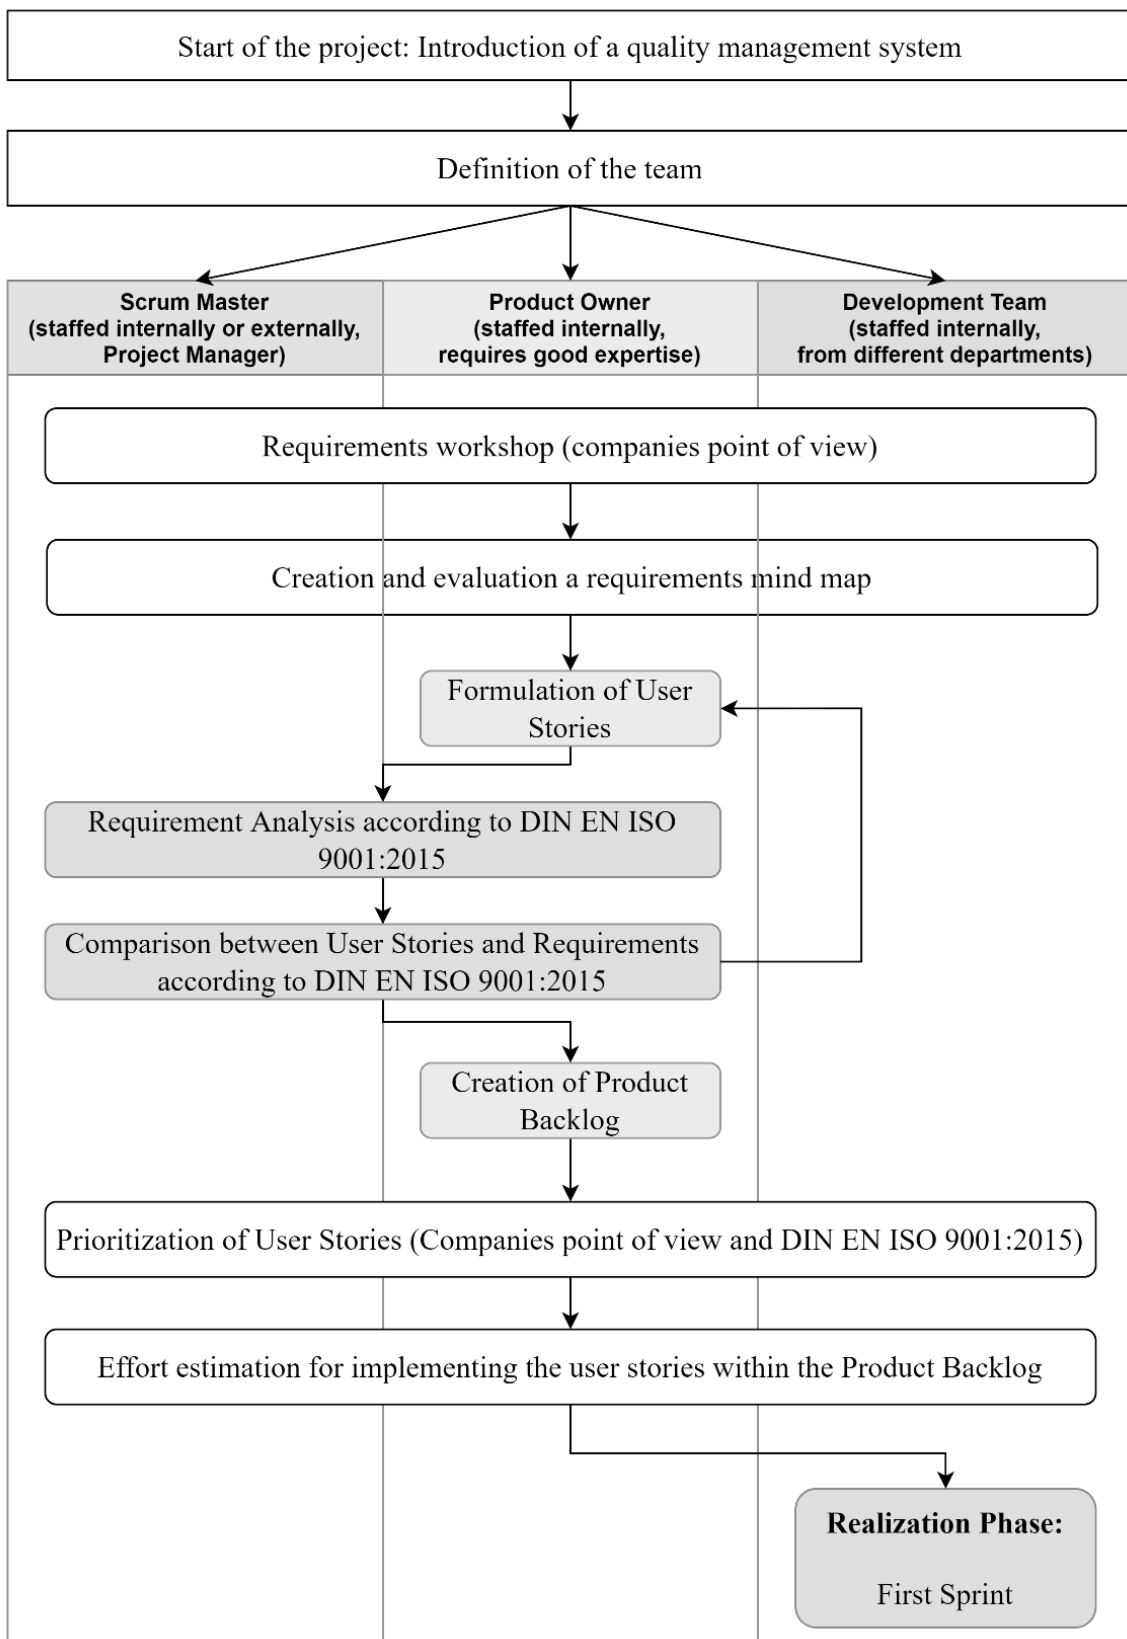 Start of the project: Introduction of a quality management system
Definition of the team
Scrum Master
(staffed internally or externally,
Project Manager)
Product Owner
(staffed internally,
requires good expertise)
Development Team
(staffed internally,
from different departments)
Requirements workshop (companies point of view)
Creation and evaluation a requirements mind map
Formulation of User
Stories
Requirement Analysis according to DIN EN ISO
9001:2015
Comparison between User Stories and Requirements
according to DIN EN ISO 9001:2015
Creation of Product
Backlog
Prioritization of User Stories (Companies point of view and DIN EN ISO 9001:2015)
Effort estimation for implementing the user stories within the Product Backlog
Realization Phase:
First Sprint